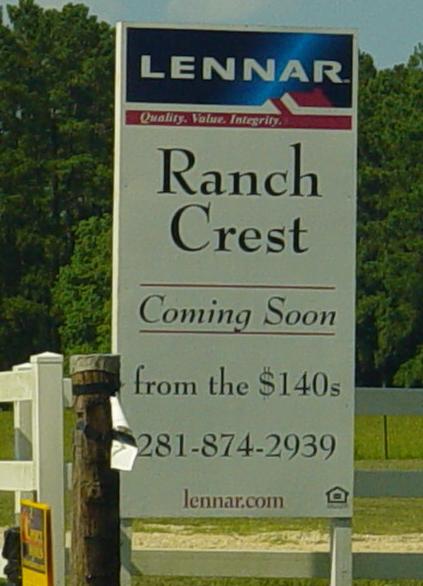 LENNAR
Quality. Value. Integrity.
Ranch
Crest
Coming Soon
from the $140s
281-874-2939
lennar.com